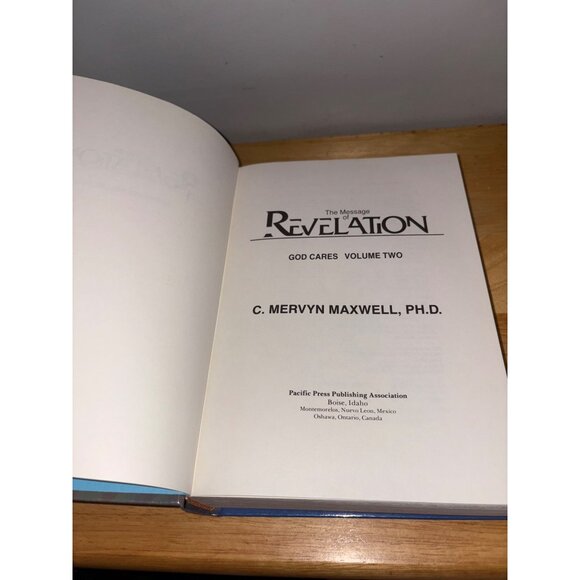 The Message
of
REVELATION
GOD CARES VOLUME TWO
C. MERVYN MAXWELL, PH.D.
Pacific Press Publishing Association
Boise, Idaho
Montemorelos, Nuevo Leon, Mexico
Oshawa, Ontario, Canada